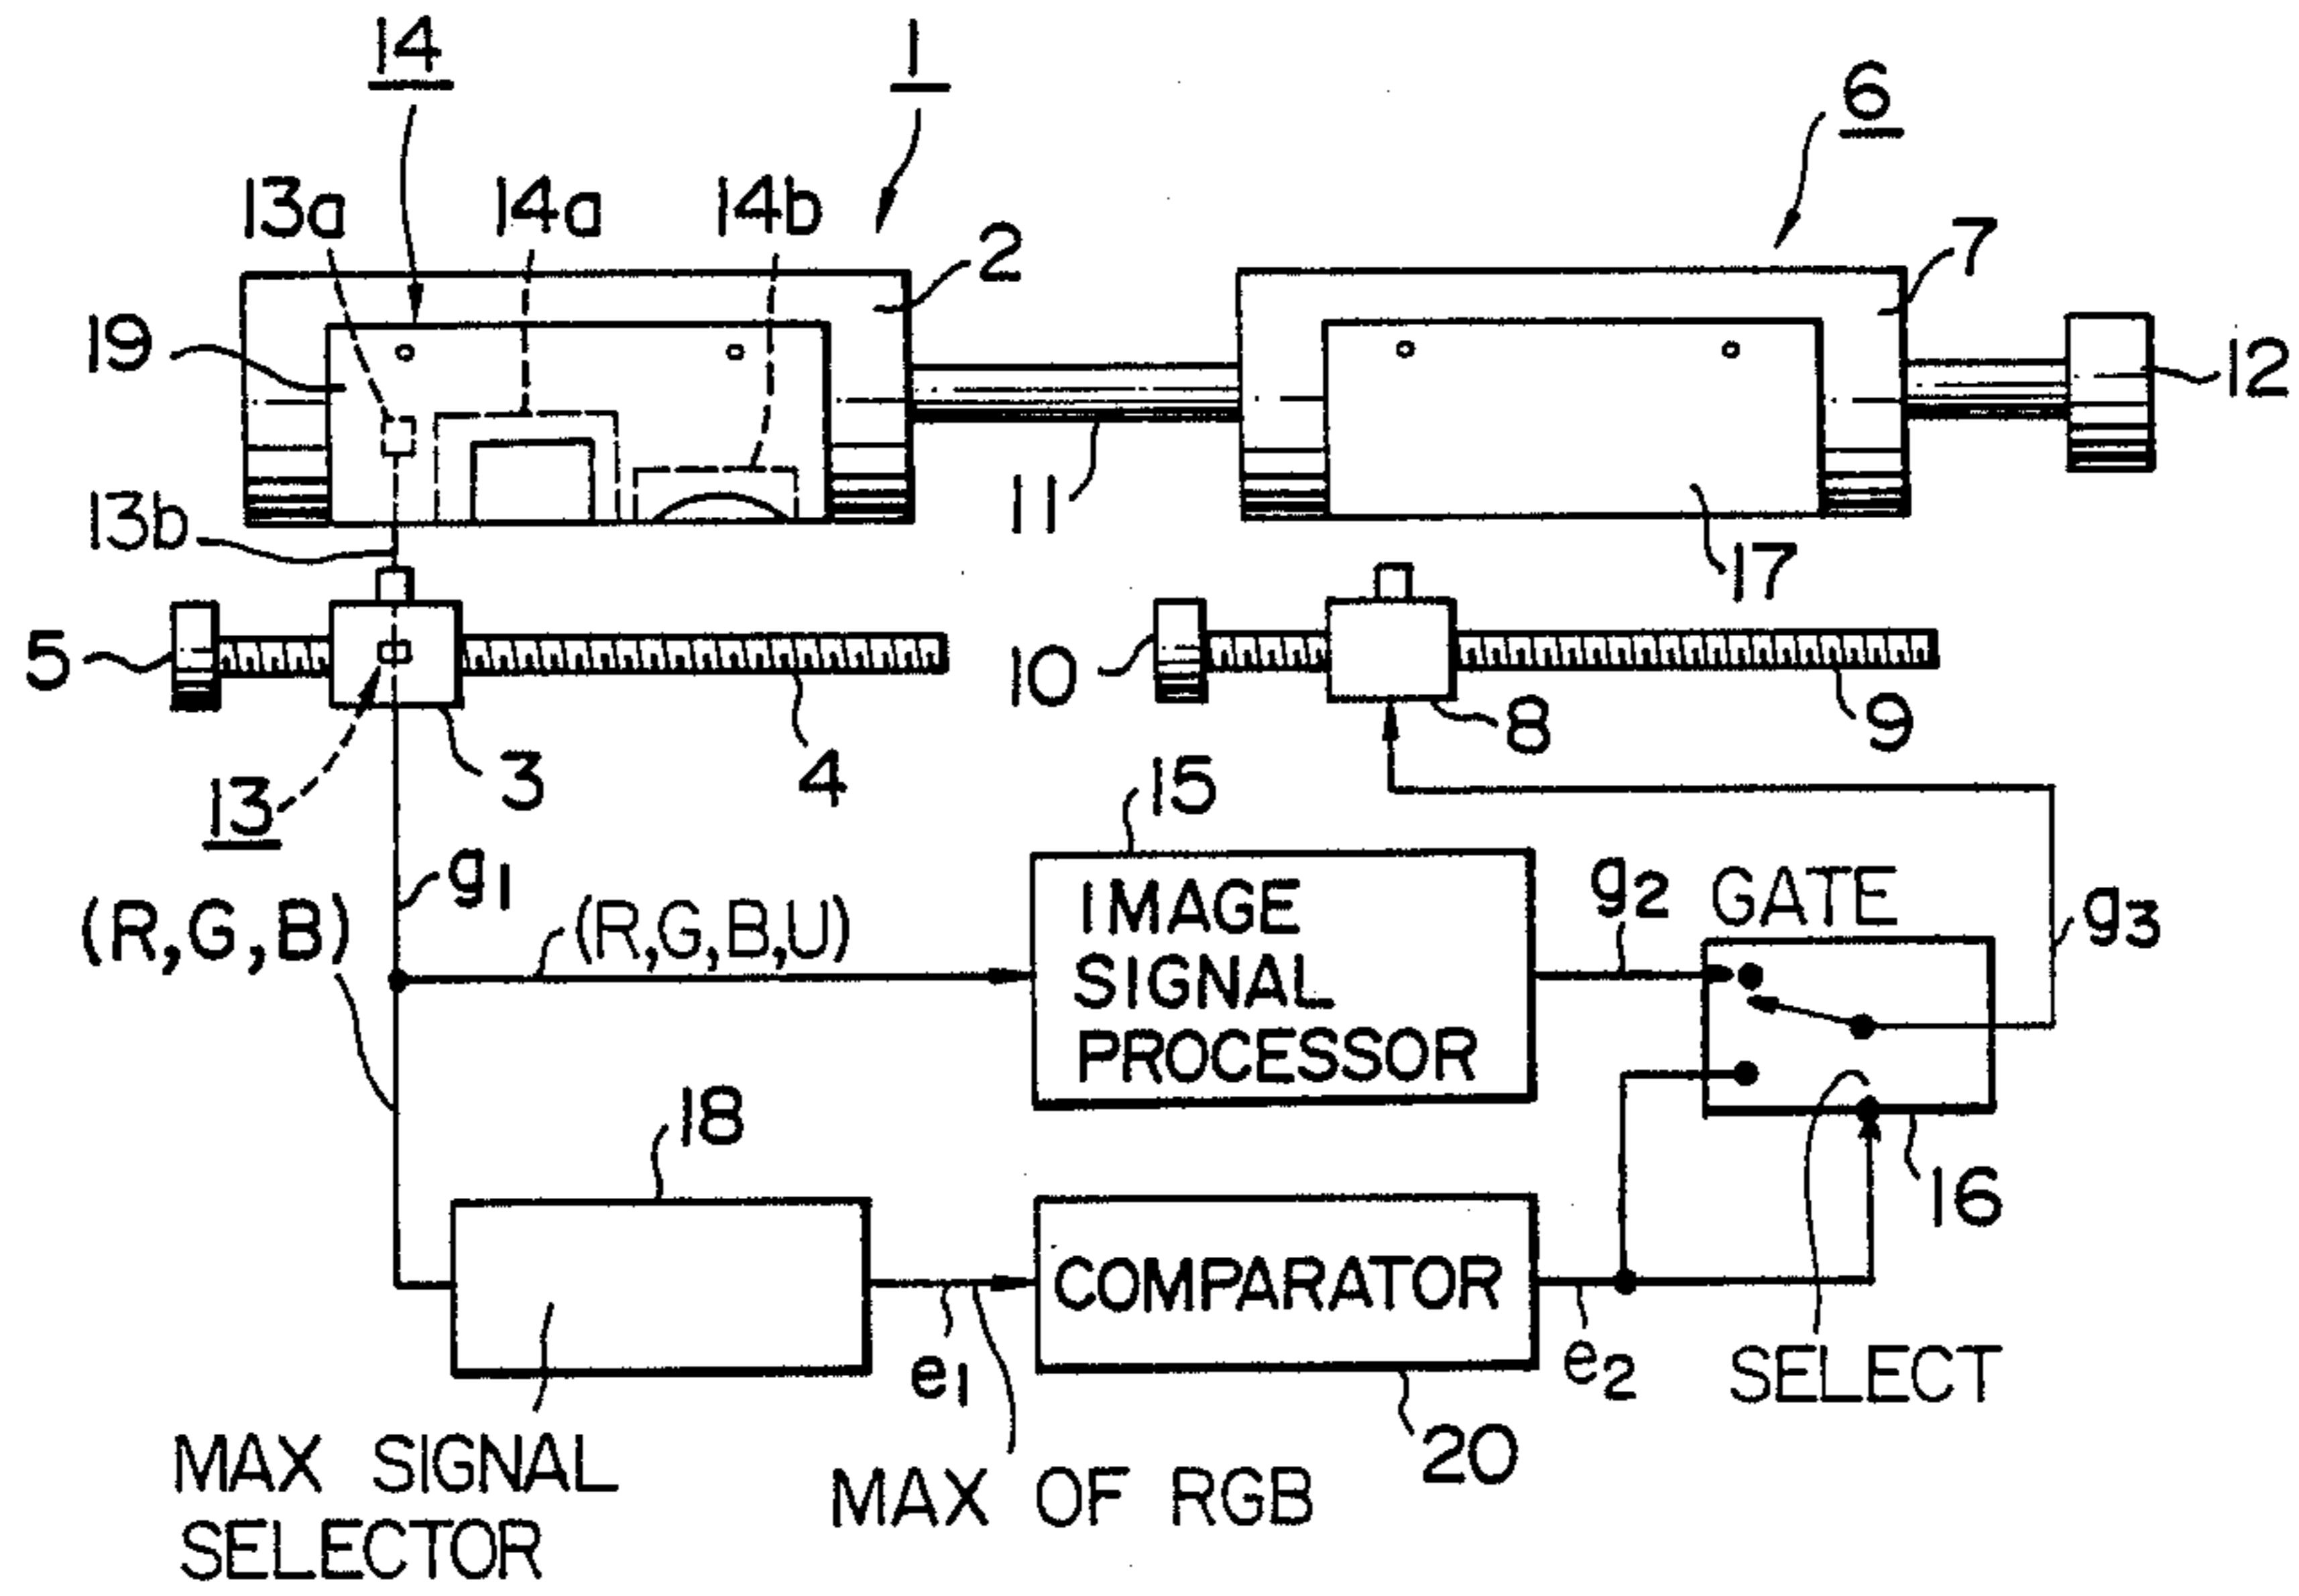 14
1
6
13a
14a
14b
2
7
19
12
13b
11
17
5
10
3
4
8
9
13
15
g1
(R,G,B)
(R,G,B,U)
IMAGE
SIGNAL
PROCESSOR
g2
GATE
g3
18
16
COMPARATOR
e1
e2
SELECT
20
MAX SIGNAL
SELECTOR
MAX OF RGB